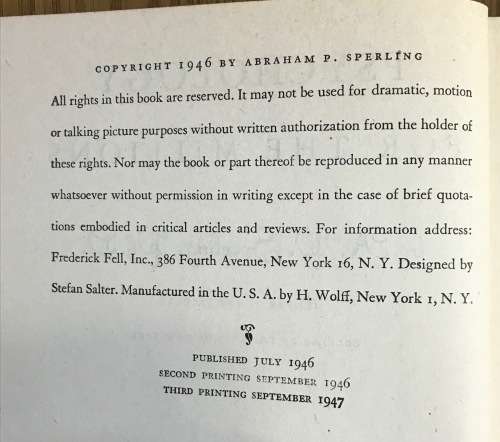 COPYRIGHT 1946 BY ABRAHAM P. SPERLING
All rights in this book are reserved. It may not be used for dramatic, motion
or talking picture purposes without written authorization from the holder of
these rights. Nor may the book or part thereof be reproduced in any manner
whatsoever without permission in writing except in the case of brief quota-
tions embodied in critical articles and reviews. For information address:
Frederick Fell, Inc., 386 Fourth Avenue, New York 16, N. Y. Designed by
Stefan Salter. Manufactured in the U. S. A. by H. Wolff, New York 1, N. Y.
PUBLISHED JULY 1946
SECOND PRINTING SEPTEMBER 1946
THIRD PRINTING SEPTEMBER 1947